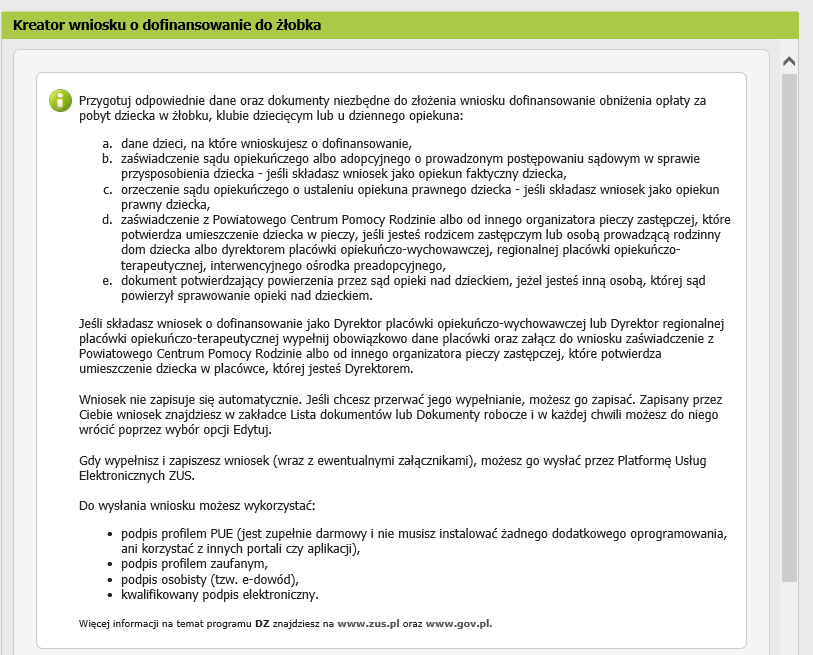 Kreator wniosku o dofinansowanie do żłobka
Przygotuj odpowiednie dane oraz dokumenty niezbędne do złożenia wniosku dofinansowanie obniżenia opłaty za
pobyt dziecka w żłobku, klubie dziecięcym lub u dziennego opiekuna:
a. dane dzieci, na które wnioskujesz o dofinansowanie,
b. zaświadczenie sądu opiekuńczego albo adopcyjnego o prowadzonym postępowaniu sądowym w sprawie
przysposobienia dziecka - jeśli składasz wniosek jako opiekun faktyczny dziecka,
c. orzeczenie sądu opiekuńczego o ustaleniu opiekuna prawnego dziecka - jeśli składasz wniosek jako opiekun
prawny dziecka,
d. zaświadczenie z Powiatowego Centrum Pomocy Rodzinie albo od innego organizatora pieczy zastępczej, które
potwierdza umieszczenie dziecka w pieczy, jeśli jesteś rodzicem zastępczym lub osobą prowadzącą rodzinny
dom dziecka albo dyrektorem placówki opiekuńczo-wychowawczej, regionalnej placówki opiekuńczo-
terapeutycznej, interwencyjnego ośrodka preadopcyjnego,
e. dokument potwierdzający powierzenia przez sąd opieki nad dzieckiem, jeżel jesteś inną osobą, której sąd
powierzył sprawowanie opieki nad dzieckiem.
Jeśli składasz wniosek o dofinansowanie jako Dyrektor placówki opiekuńczo-wychowawczej lub Dyrektor regionalnej
placówki opiekuńczo-terapeutycznej wypełnij obowiązkowo dane placówki oraz załącz do wniosku zaświadczenie z
Powiatowego Centrum Pomocy Rodzinie albo od innego organizatora pieczy zastępczej, które potwierdza
umieszczenie dziecka w placówce, której jesteś Dyrektorem.
Wniosek nie zapisuje się automatycznie. Jeśli chcesz przerwać jego wypełnianie, możesz go zapisać. Zapisany przez
Ciebie wniosek znajdziesz w zakładce Lista dokumentów lub Dokumenty robocze i w każdej chwili możesz do niego
wrócić poprzez wybór opcji Edytuj.
Gdy wypełnisz i zapiszesz wniosek (wraz z ewentualnymi załącznikami), możesz go wysłać przez Platformę Usług
Elektronicznych ZUS.
Do wysłania wniosku możesz wykorzystać:
• podpis profilem PUE (jest zupełnie darmowy i nie musisz instalować żadnego dodatkowego oprogramowania,
ani korzystać z innych portali czy aplikacji),
• podpis profilem zaufanym,
• podpis osobisty (tzw. e-dowód),
• kwalifikowany podpis elektroniczny.
Więcej informacji na temat programu DZ znajdziesz na www.zus.pl oraz www.gov.pl.